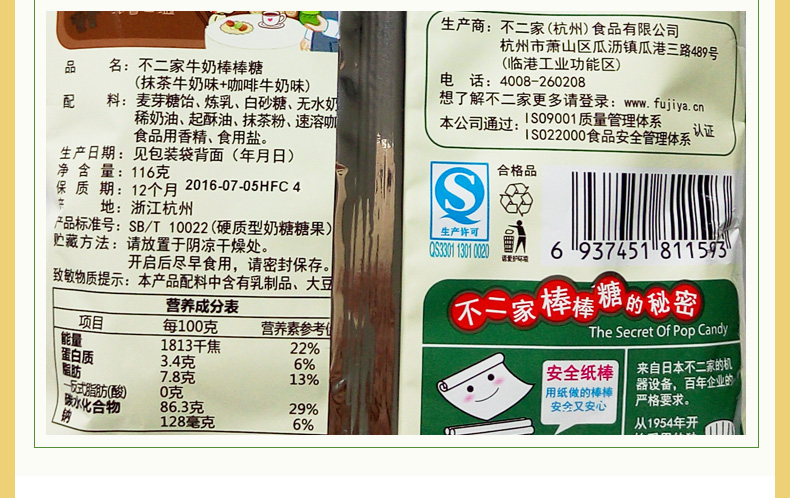 品 名：不二家牛奶棒棒糖
(抹茶牛奶味+咖啡牛奶味)
配 料：麦芽糖饴、炼乳、白砂糖、无水奶
稀奶油、起酥油、抹茶粉、速溶咖
食品用香精、食用盐。
生产日期：见包装袋背面（年月日）
净含量：116克
保质期：12个月 2016-07-05HFC 4
产 地：浙江杭州
产品标准号：SB/T 10022(硬质型奶糖糖果)
贮藏方法：请放置于阴凉干燥处。
开启后尽早食用，请密封保存。
致敏物质提示：本产品配料中含有乳制品、大豆
营养成分表
项目 每100克 营养素参考值
能量 1813千焦 22%
蛋白质 3.4克 6%
脂肪 7.8克 13%
一反式脂肪(酸) 0克
碳水化合物 86.3克 29%
钠 128毫克 6%
生产商：不二家(杭州)食品有限公司
杭州市萧山区瓜沥镇瓜港三路489号
(临港工业功能区)
电 话：4008-260208
想了解不二家更多请登录：www.fujiya.cn
本公司通过：ISO9001质量管理体系
ISO22000食品安全管理体系 认证
合格品
生产许可
QS3301 1301 0020
请爱护环境
6 937451 811593
不二家棒棒糖的秘密
The Secret Of Pop Candy
安全纸棒
用纸做的棒棒
安全又安心
来自日本不二家的机
器设备，百年企业的
严格要求。
从1954年开